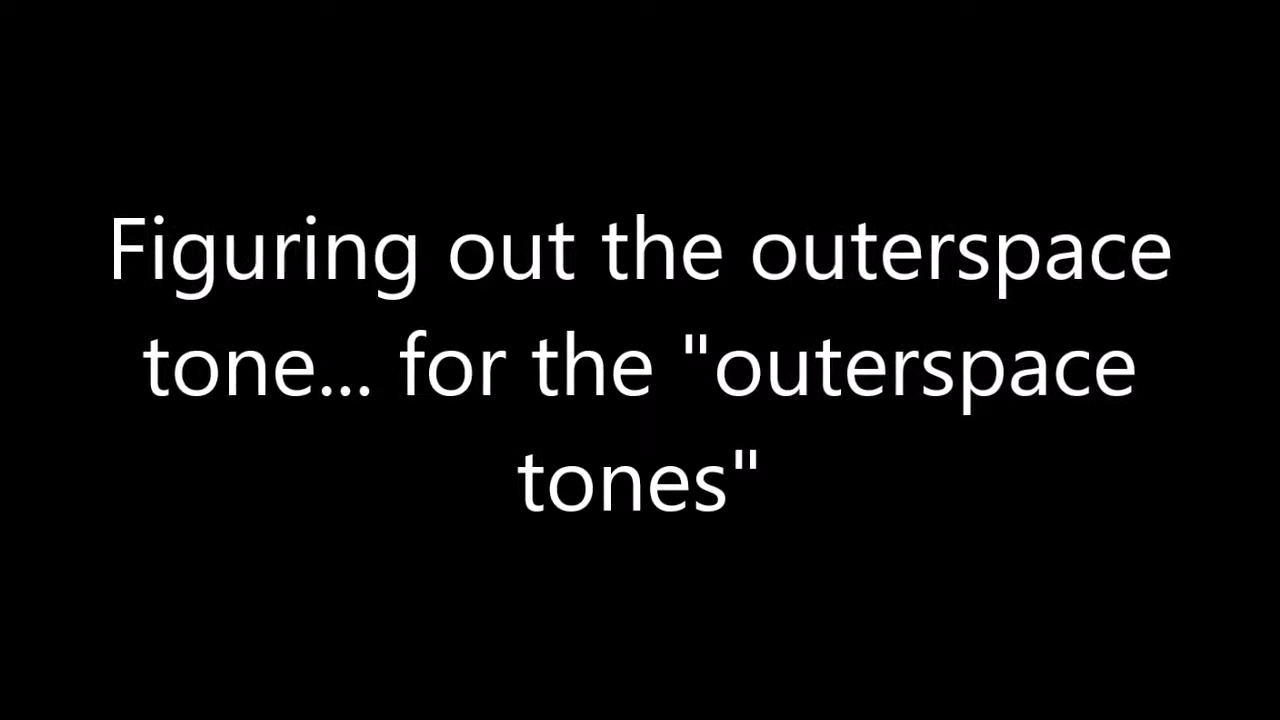 Figuring out the outerspace
tone... for the "outerspace
tones"